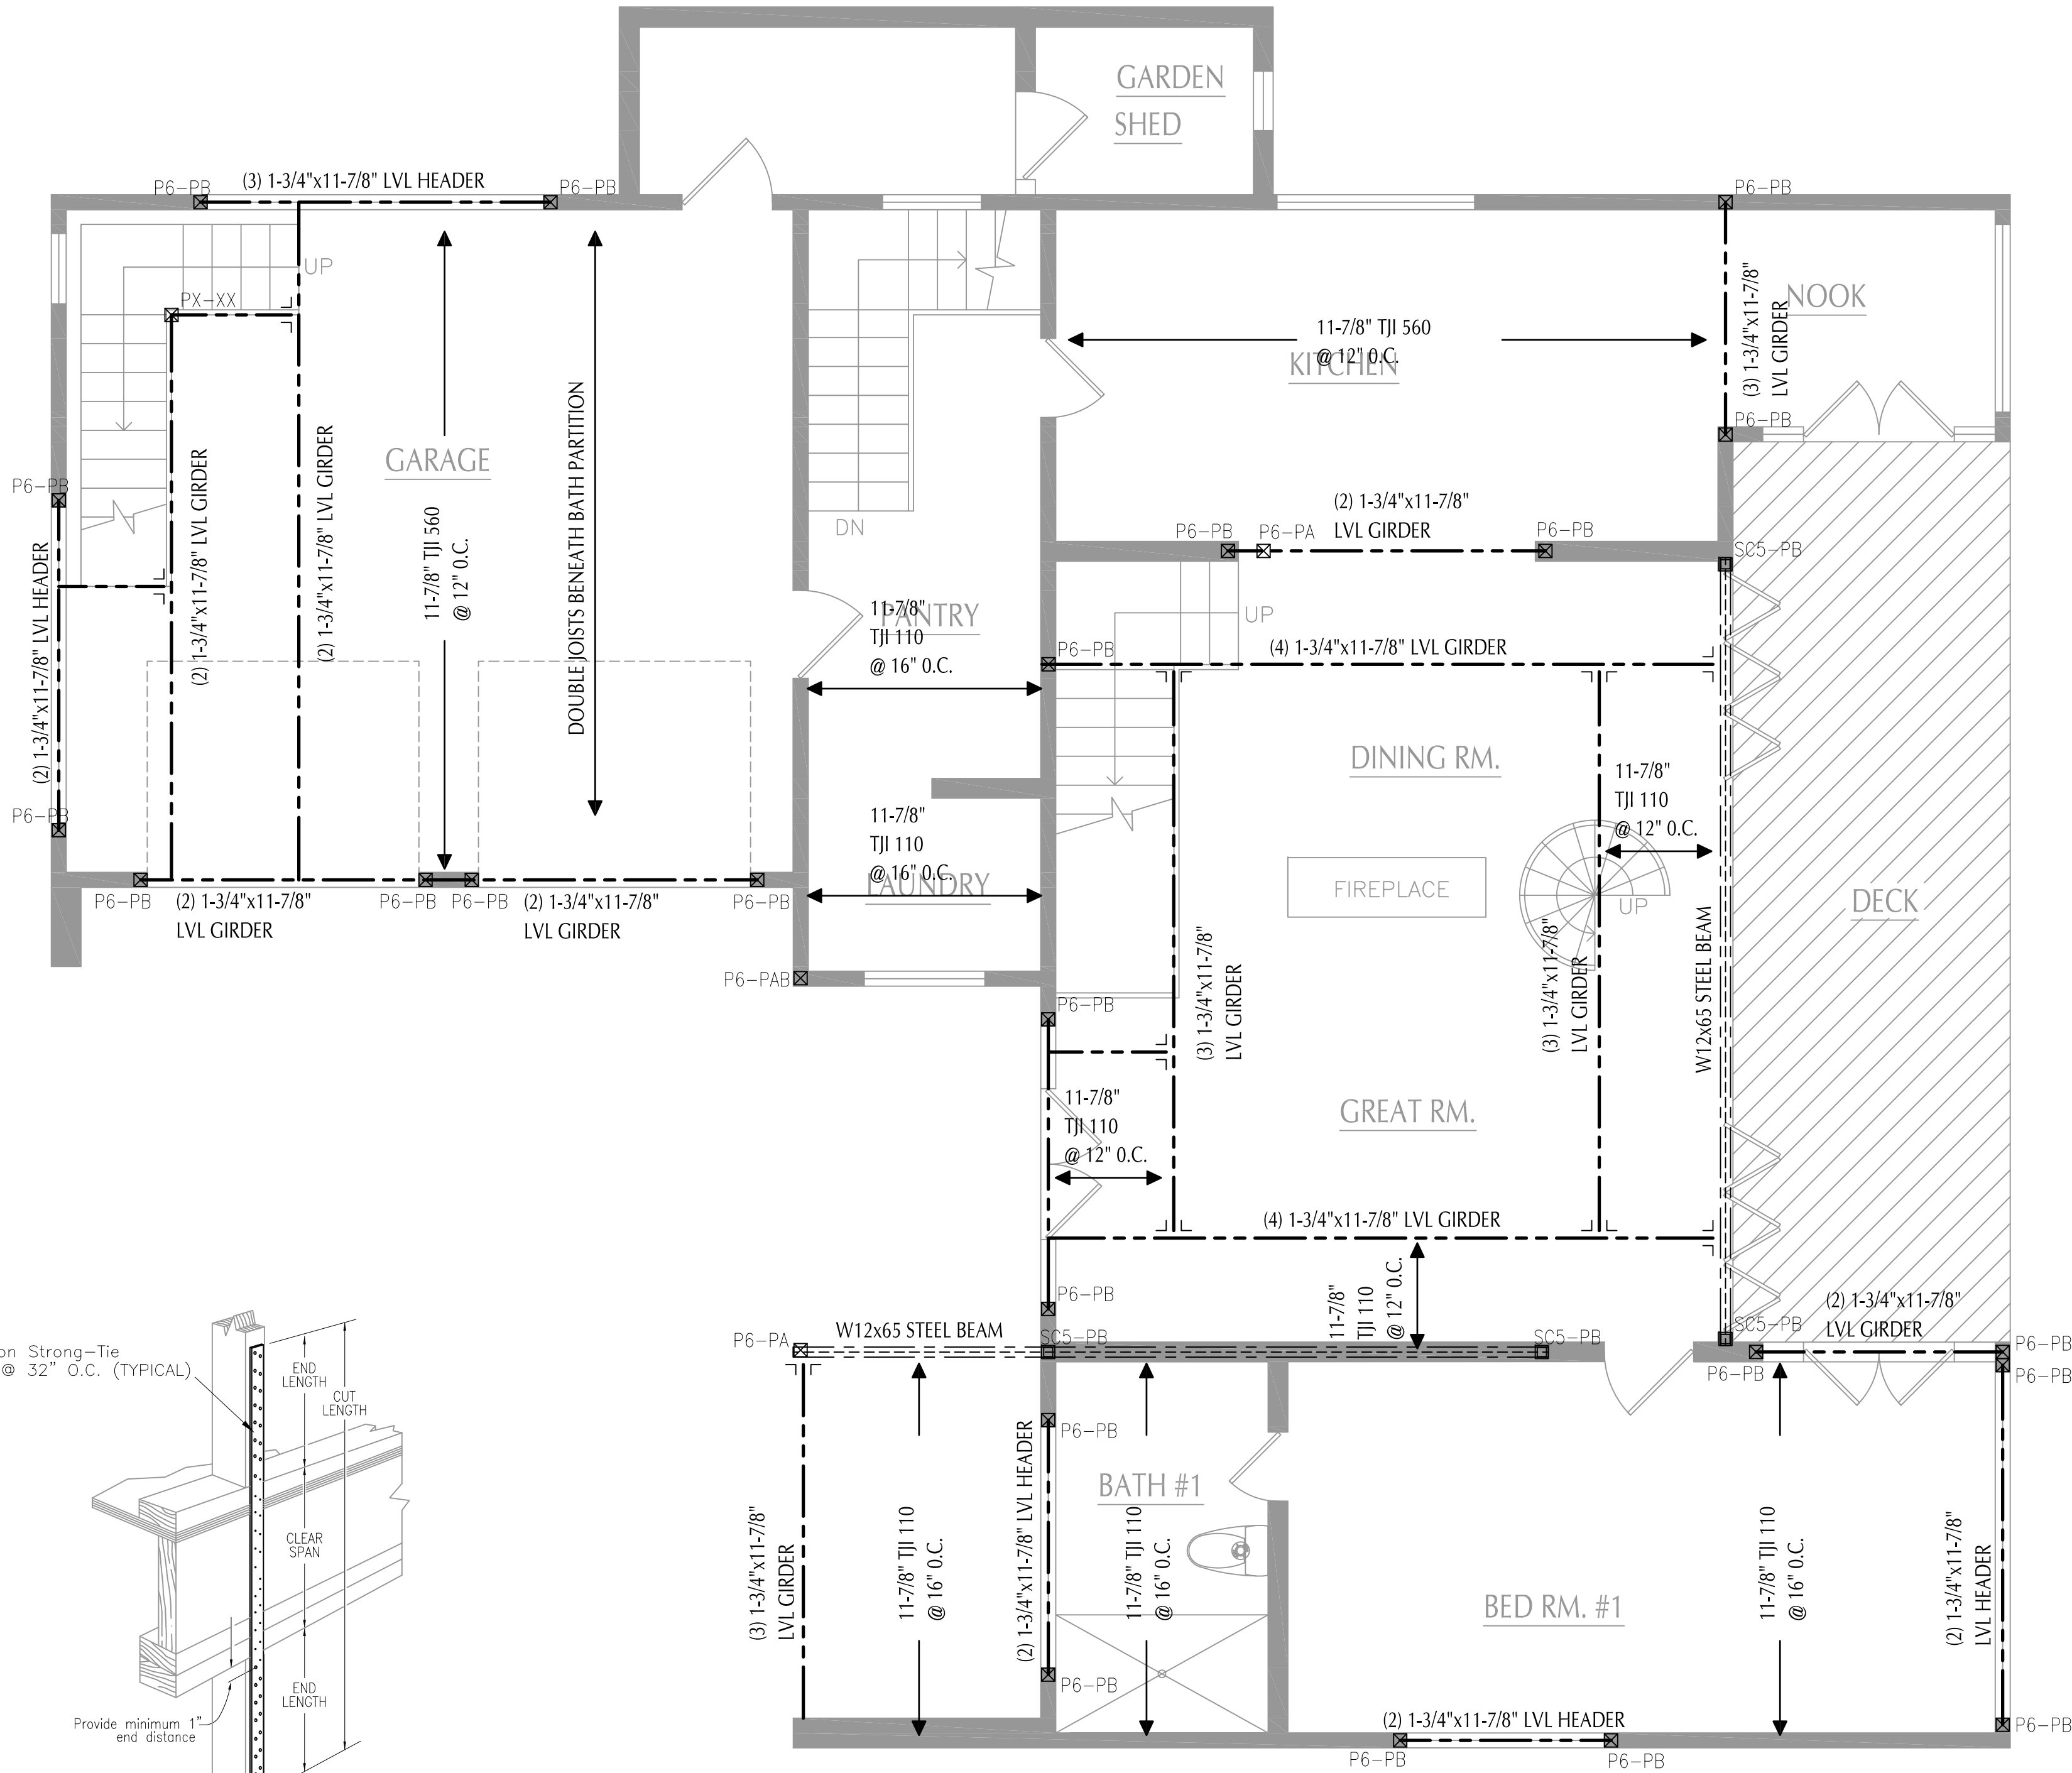 GARDEN
SHED
P6-PB
(3) 1-3/4"x11-7/8" LVL HEADER
P6-PB
P6-PB
UP
PX-XX
(3) 1-3/4"x11-7/8"
LVL GIRDER
NOOK
11-7/8" TJI 560
@ 12" O.C.
KITCHEN
P6-PB
(2) 1-3/4"x11-7/8" LVL GIRDER
(2) 1-3/4"x11-7/8" LVL GIRDER
GARAGE
11-7/8" TJI 560
@ 12" O.C.
DOUBLE JOISTS BENEATH BATH PARTITION
P6-PB
(2) 1-3/4"x11-7/8" LVL HEADER
P6-PB
DN
(2) 1-3/4"x11-7/8"
LVL GIRDER
P6-PB
P6-PA
P6-PB
SC5-PB
11-7/8"
TJI 110
@ 16" O.C.
PANTRY
UP
P6-PB
(4) 1-3/4"x11-7/8" LVL GIRDER
DINING RM.
11-7/8"
TJI 110
@ 12" O.C.
11-7/8"
TJI 110
@ 16" O.C.
LAUNDRY
FIREPLACE
UP
DECK
P6-PB
(2) 1-3/4"x11-7/8"
LVL GIRDER
P6-PB
P6-PB
(2) 1-3/4"x11-7/8"
LVL GIRDER
P6-PB
P6-PAB
P6-PB
(3) 1-3/4"x11-7/8"
LVL GIRDER
(3) 1-3/4"x11-7/8"
LVL GIRDER
W12x65 STEEL BEAM
11-7/8"
TJI 110
@ 12" O.C.
GREAT RM.
(4) 1-3/4"x11-7/8" LVL GIRDER
11-7/8"
TJI 110
@ 12" O.C.
P6-PB
P6-PA
W12x65 STEEL BEAM
SC5-PB
SC5-PB
SC5-PB
(2) 1-3/4"x11-7/8"
LVL GIRDER
P6-PB
P6-PB
P6-PB
on Strong-Tie
@ 32" O.C. (TYPICAL)
END
LENGTH
CUT
LENGTH
CLEAR
SPAN
END
LENGTH
Provide minimum 1"
end distance
(3) 1-3/4"x11-7/8"
LVL GIRDER
11-7/8" TJI 110
@ 16" O.C.
(2) 1-3/4"x11-7/8" LVL HEADER
P6-PB
BATH #1
11-7/8" TJI 110
@ 16" O.C.
P6-PB
BED RM. #1
11-7/8" TJI 110
@ 16" O.C.
(2) 1-3/4"x11-7/8"
LVL HEADER
P6-PB
(2) 1-3/4"x11-7/8" LVL HEADER
P6-PB
P6-PB